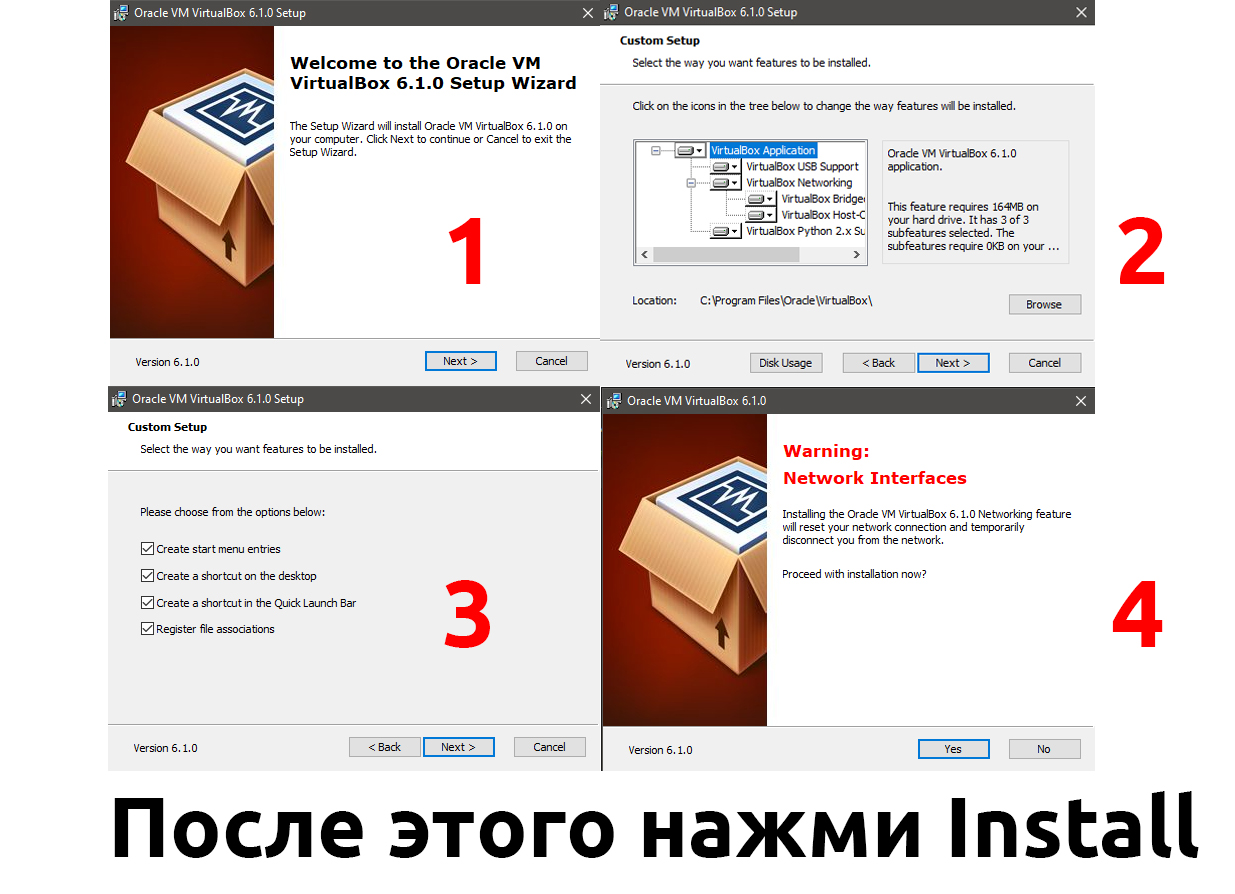 Oracle VM VirtualBox 6.1.0 Setup
Welcome to the Oracle VM
VirtualBox 6.1.0 Setup Wizard
The Setup Wizard will install Oracle VM VirtualBox 6.1.0 on
your computer. Click Next to continue or Cancel to exit the
Setup Wizard.
1
Version 6.1.0
Next >
Cancel
Oracle VM VirtualBox 6.1.0 Setup
Custom Setup
Select the way you want features to be installed.
Click on the icons in the tree below to change the way features will be installed.
VirtualBox Application
VirtualBox USB Support
VirtualBox Networking
VirtualBox Bridge
VirtualBox Host-C
VirtualBox Python 2.x Su
Oracle VM VirtualBox 6.1.0
application.
This feature requires 164MB on
your hard drive. It has 3 of 3
subfeatures selected. The
subfeatures require 0KB on your ...
2
Location: C:\Program Files\Oracle\VirtualBox\
Browse
Version 6.1.0
Disk Usage
< Back
Next >
Cancel
Oracle VM VirtualBox 6.1.0 Setup
Custom Setup
Select the way you want features to be installed.
Please choose from the options below:
Create start menu entries
Create a shortcut on the desktop
Create a shortcut in the Quick Launch Bar
Register file associations
3
Version 6.1.0
< Back
Next >
Cancel
Oracle VM VirtualBox 6.1.0
Warning:
Network Interfaces
Installing the Oracle VM VirtualBox 6.1.0 Networking feature
will reset your network connection and temporarily
disconnect you from the network.
Proceed with installation now?
4
Version 6.1.0
Yes
No
После этого нажми Install